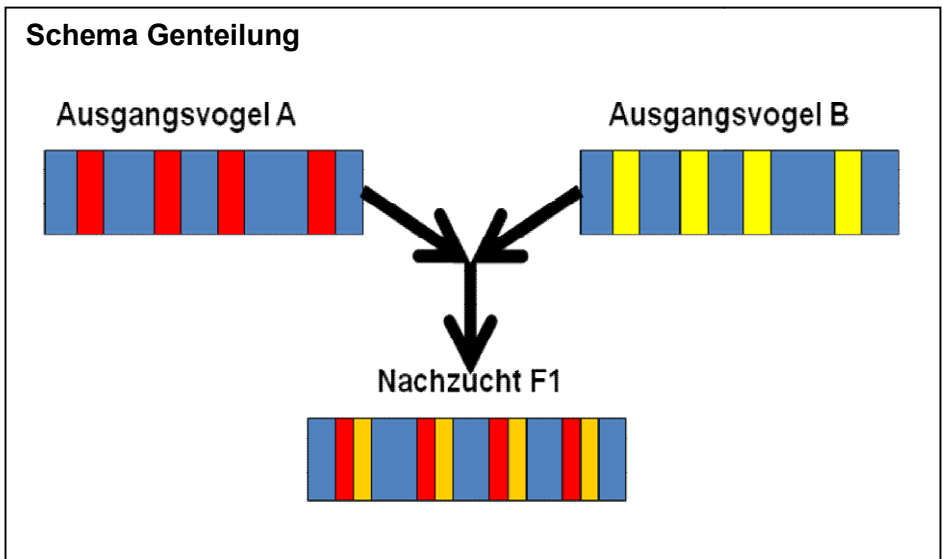 Schema Genteilung
Ausgangsvogel A
Ausgangsvogel B
Nachzucht F1